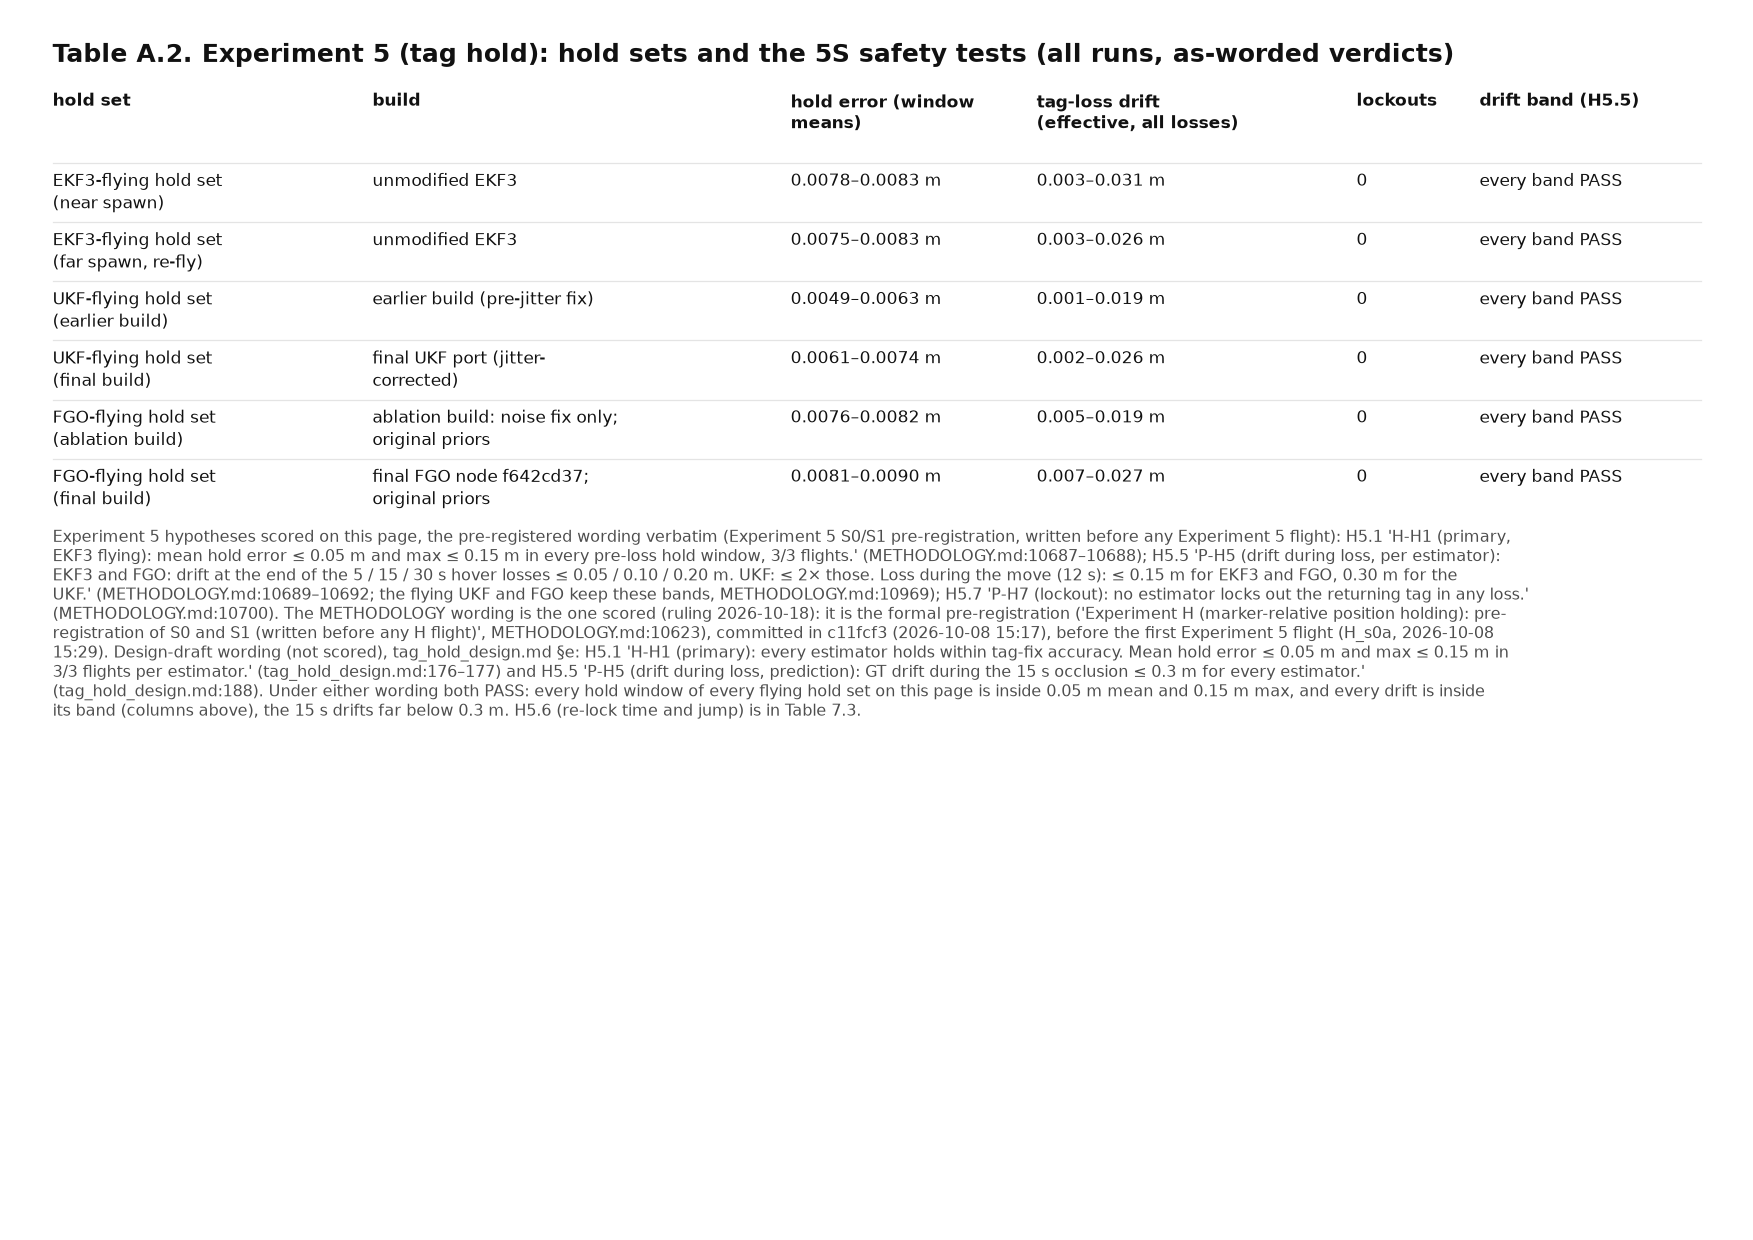 Table A.2. Experiment 5 (tag hold): hold sets and the 5S safety tests (all runs, as-worded verdicts)
hold set build hold error (window means) tag-loss drift (effective, all losses) lockouts drift band (H5.5)
EKF3-flying hold set (near spawn) unmodified EKF3 0.0078–0.0083 m 0.003–0.031 m 0 every band PASS
EKF3-flying hold set (far spawn, re-fly) unmodified EKF3 0.0075–0.0083 m 0.003–0.026 m 0 every band PASS
UKF-flying hold set (earlier build) earlier build (pre-jitter fix) 0.0049–0.0063 m 0.001–0.019 m 0 every band PASS
UKF-flying hold set (final build) final UKF port (jitter-corrected) 0.0061–0.0074 m 0.002–0.026 m 0 every band PASS
FGO-flying hold set (ablation build) ablation build: noise fix only; original priors 0.0076–0.0082 m 0.005–0.019 m 0 every band PASS
FGO-flying hold set (final build) final FGO node f642cd37; original priors 0.0081–0.0090 m 0.007–0.027 m 0 every band PASS
Experiment 5 hypotheses scored on this page, the pre-registered wording verbatim (Experiment 5 S0/S1 pre-registration, written before any Experiment 5 flight): H5.1 'H-H1 (primary,
EKF3 flying): mean hold error ≤ 0.05 m and max ≤ 0.15 m in every pre-loss hold window, 3/3 flights.' (METHODOLOGY.md:10687–10688); H5.5 'P-H5 (drift during loss, per estimator):
EKF3 and FGO: drift at the end of the 5 / 15 / 30 s hover losses ≤ 0.05 / 0.10 / 0.20 m. UKF: ≤ 2× those. Loss during the move (12 s): ≤ 0.15 m for EKF3 and FGO, 0.30 m for the
UKF.' (METHODOLOGY.md:10689–10692; the flying UKF and FGO keep these bands, METHODOLOGY.md:10969); H5.7 'P-H7 (lockout): no estimator locks out the returning tag in any loss.'
(METHODOLOGY.md:10700). The METHODOLOGY wording is the one scored (ruling 2026-10-18): it is the formal pre-registration ('Experiment H (marker-relative position holding): pre-
registration of S0 and S1 (written before any H flight)', METHODOLOGY.md:10623), committed in c11fcf3 (2026-10-08 15:17), before the first Experiment 5 flight (H_s0a, 2026-10-08
15:29). Design-draft wording (not scored), tag_hold_design.md §e: H5.1 'H-H1 (primary): every estimator holds within tag-fix accuracy. Mean hold error ≤ 0.05 m and max ≤ 0.15 m in
3/3 flights per estimator.' (tag_hold_design.md:176–177) and H5.5 'P-H5 (drift during loss, prediction): GT drift during the 15 s occlusion ≤ 0.3 m for every estimator.'
(tag_hold_design.md:188). Under either wording both PASS: every hold window of every flying hold set on this page is inside 0.05 m mean and 0.15 m max, and every drift is inside
its band (columns above), the 15 s drifts far below 0.3 m. H5.6 (re-lock time and jump) is in Table 7.3.